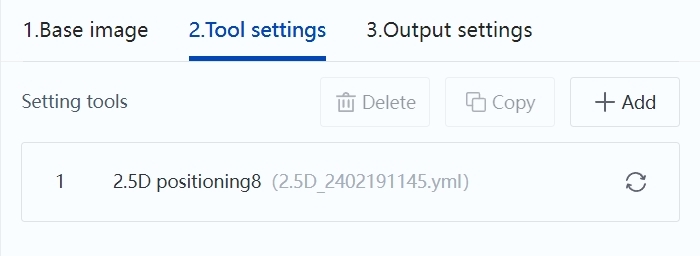 1.Base image 2.Tool settings 3.Output settings
Setting tools Delete Copy Add
1 2.5D positioning8 (2.5D_2402191145.yml)